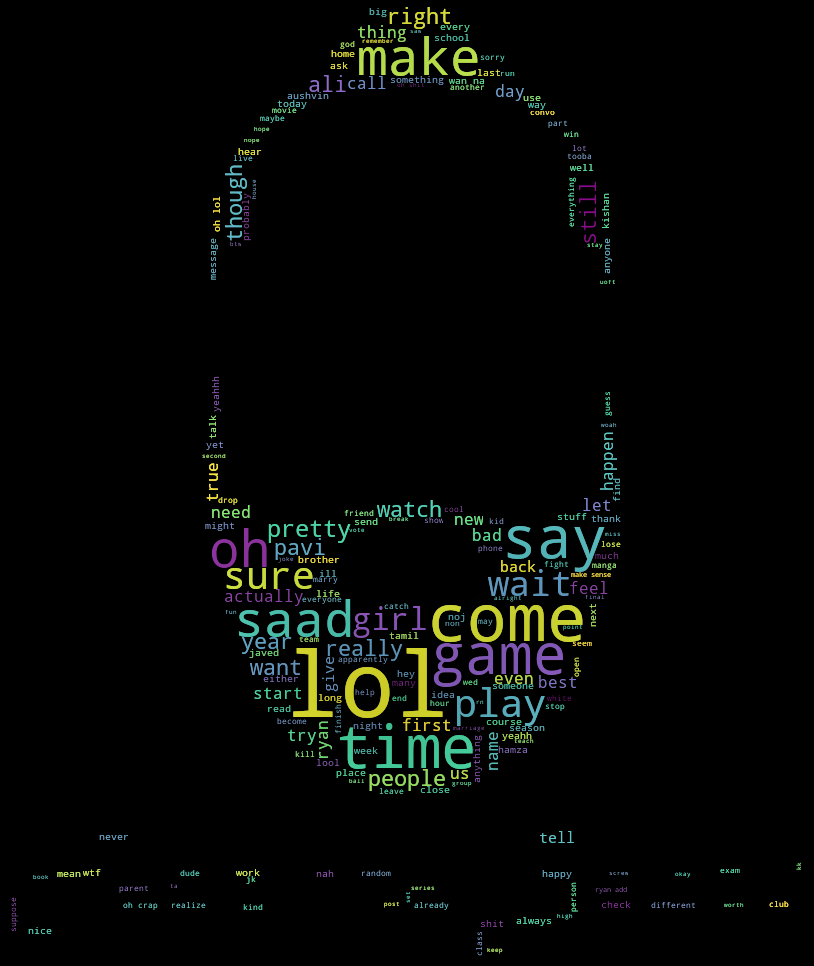 big right
thing saw every
god remember school
home make sorry
ask last run
ali call something wan na
oh shit another day use
aushvin
today way
movie convo
maybe part
hope win
nope lot
hear tooba
live well
though house everything still
oh lol probably kishan
btw stay
message anyone
uoft
yeahhh guess
talk woah
yet happen
second
true find
drop let
need friend watch cool stuff thank
might send break show new kid miss
pretty vote bad say lose
oh pavi joke phone much
brother back fight manga
sure ill marry wait make sense
actually life feel
everyone alright final
fun catch next
saad girl noj may come point
team tamil non seem
year
javed really apparently game open
want give hey even
either many wed someone best
start long help end idea white
lol hour rn play stop
read become finish
night first course season
try ryan marriage name yeahh
teach
time week anything hamza
kill lool
place people us
ball group
leave close
never tell
book mean wtf dude work nah random happy screw okay exam kk
jk
parent la series ryan add
suppose oh crap realize kind post set already person check different worth club
nice shit always high
class keep